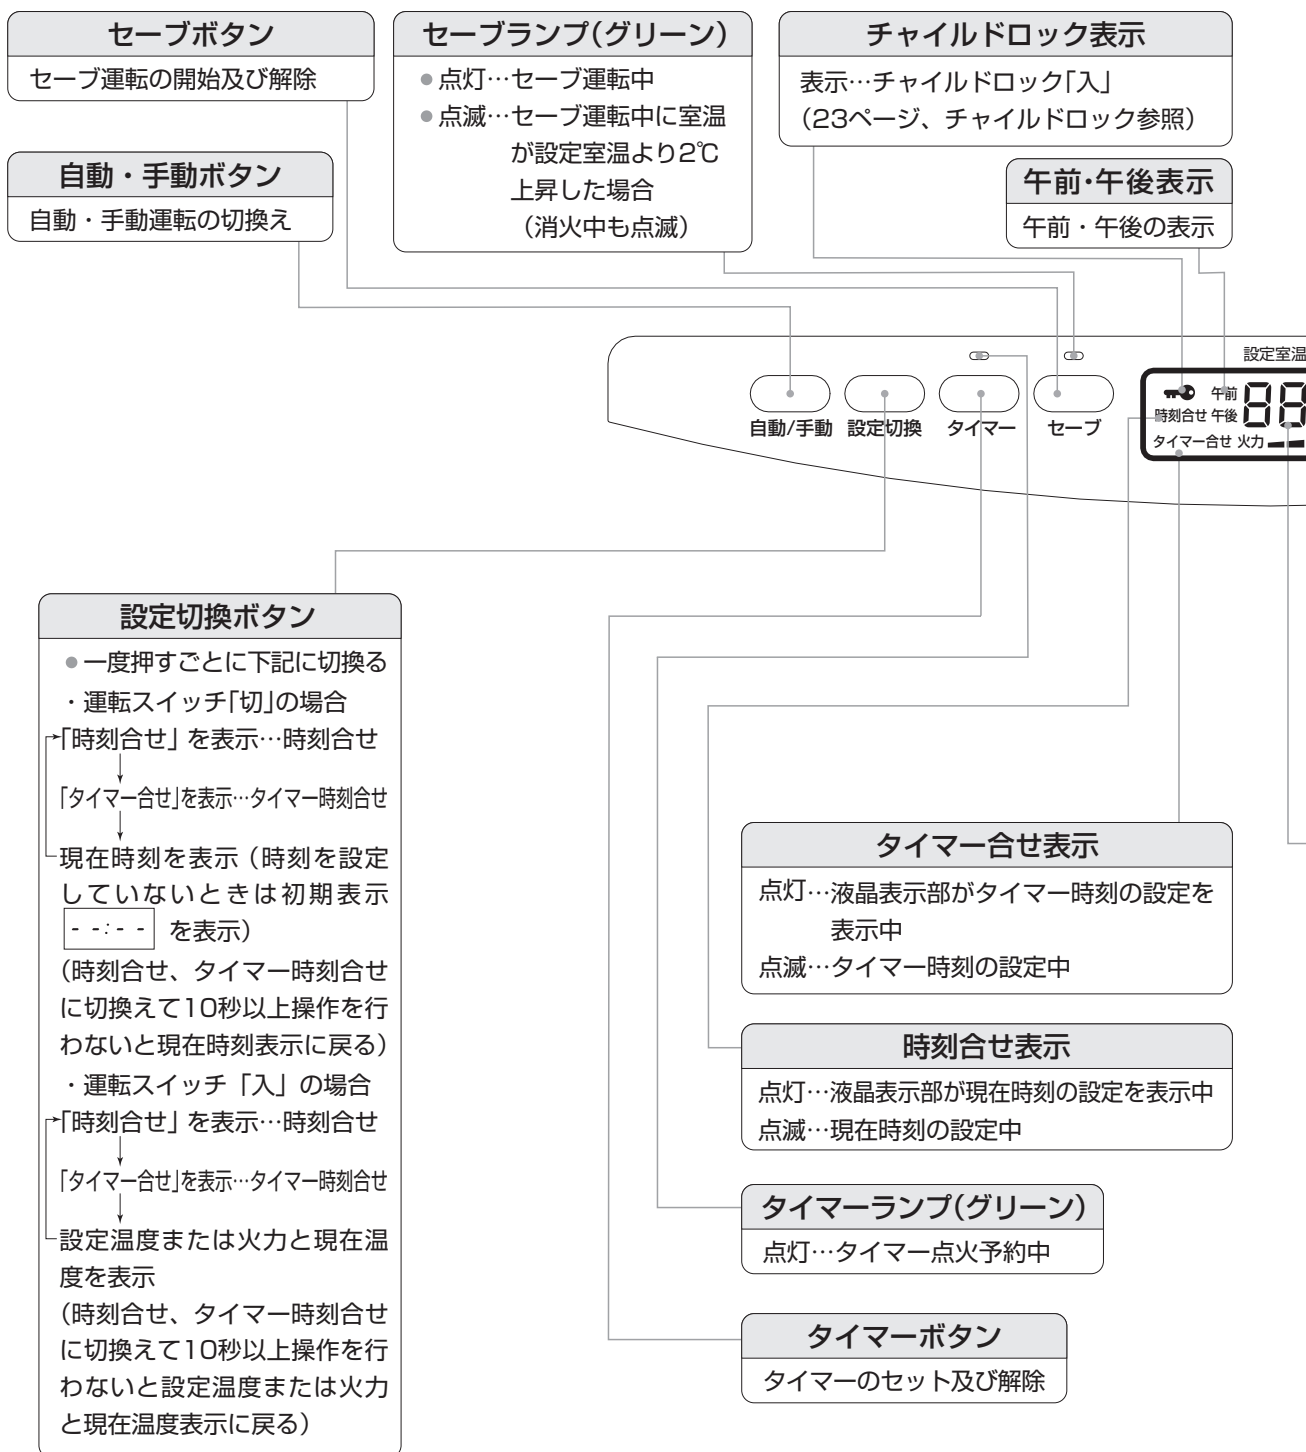 セーブボタン
セーブ運転の開始及び解除
セーブランプ(グリーン)
●点灯…セーブ運転中
●点滅…セーブ運転中に室温
が設定室温より2℃
上昇した場合
(消火中も点滅)
チャイルドロック表示
表示…チャイルドロック「入」
(23ページ、チャイルドロック参照)
自動・手動ボタン
自動・手動運転の切換え
午前・午後表示
午前・午後の表示
設定室温
午前
時刻合せ 午後 88
タイマー合せ 火力
自動/手動 設定切換 タイマー セーブ
設定切換ボタン
●一度押すごとに下記に切換る
・運転スイッチ「切」の場合
「時刻合せ」を表示…時刻合せ
「タイマー合せ」を表示…タイマー時刻合せ
現在時刻を表示(時刻を設定
していないときは初期表示
- -:- - を表示)
(時刻合せ、タイマー時刻合せ
に切換えて10秒以上操作を行
わないと現在時刻表示に戻る)
・運転スイッチ「入」の場合
「時刻合せ」を表示…時刻合せ
「タイマー合せ」を表示…タイマー時刻合せ
設定温度または火力と現在温
度を表示
(時刻合せ、タイマー時刻合せ
に切換えて10秒以上操作を行
わないと設定温度または火力
と現在温度表示に戻る)
タイマー合せ表示
点灯…液晶表示部がタイマー時刻の設定を
表示中
点滅…タイマー時刻の設定中
時刻合せ表示
点灯…液晶表示部が現在時刻の設定を表示中
点滅…現在時刻の設定中
タイマーランプ(グリーン)
点灯…タイマー点火予約中
タイマーボタン
タイマーのセット及び解除